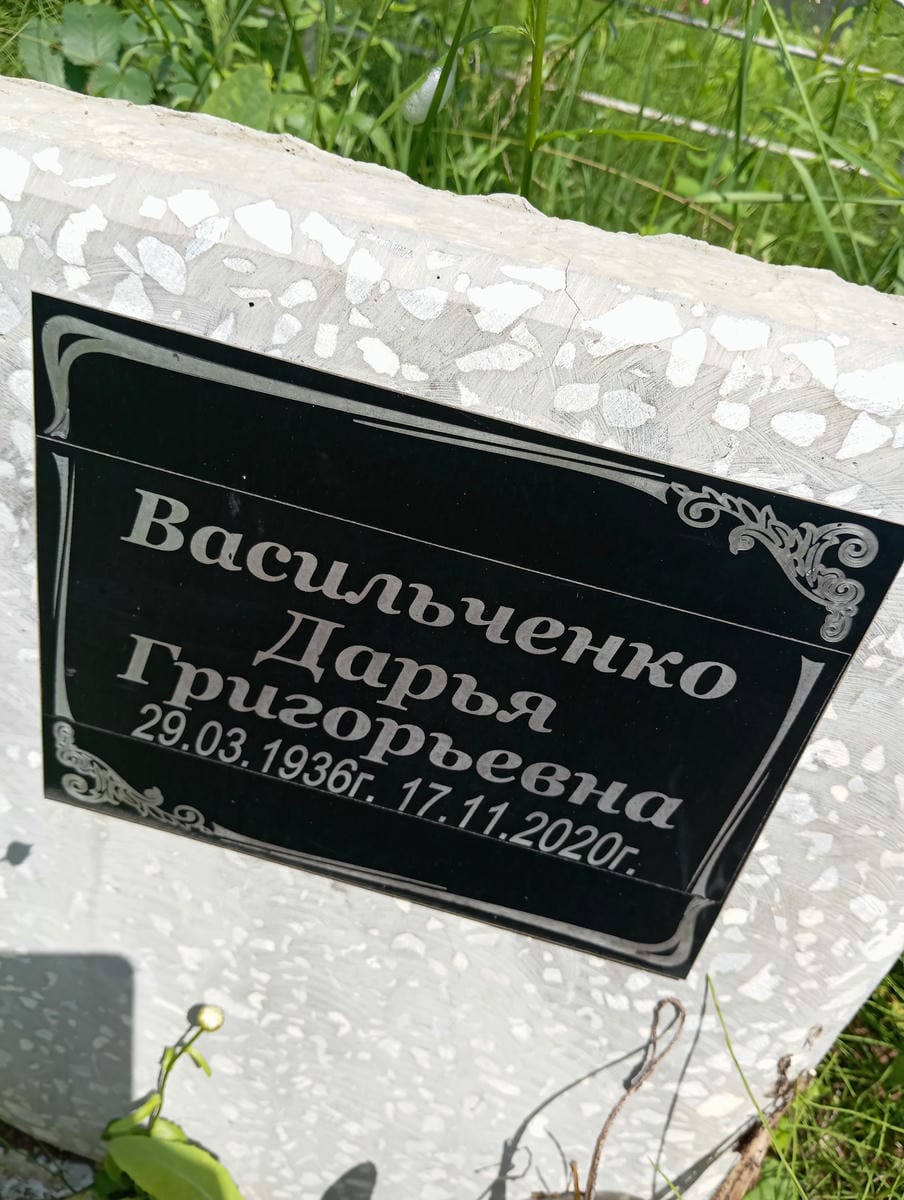 Васильченко
Дарья
Григорьевна
29.03.1936г. 17.11.2020г.